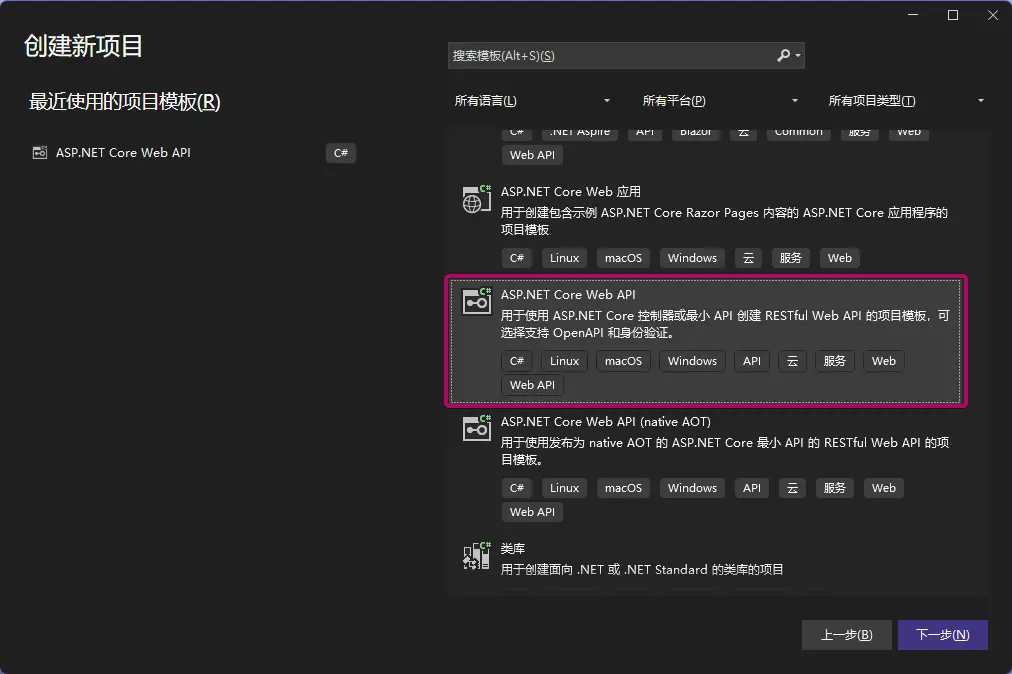 创建新项目
搜索模板(Alt+S)(S)
最近使用的项目模板(R)
所有语言(L)
所有平台(P)
所有项目类型(T)
ASP.NET Core Web API
C#
C# .NET Aspire API Blazor 云 Common 服务 Web
Web API
C#
ASP.NET Core Web 应用
用于创建包含示例 ASP.NET Core Razor Pages 内容的 ASP.NET Core 应用程序的
项目模板
C# Linux macOS Windows 云 服务 Web
C#
ASP.NET Core Web API
用于使用 ASP.NET Core 控制器或最小 API 创建 RESTful Web API 的项目模板，可
选择支持 OpenAPI 和身份验证。
C# Linux macOS Windows API 云 服务 Web
Web API
C#
ASP.NET Core Web API (native AOT)
用于使用发布为 native AOT 的 ASP.NET Core 最小 API 的 RESTful Web API 的项
目模板。
C# Linux macOS Windows API 云 服务 Web
Web API
C#
类库
用于创建面向 .NET 或 .NET Standard 的类库的项目
上一步(B)
下一步(N)